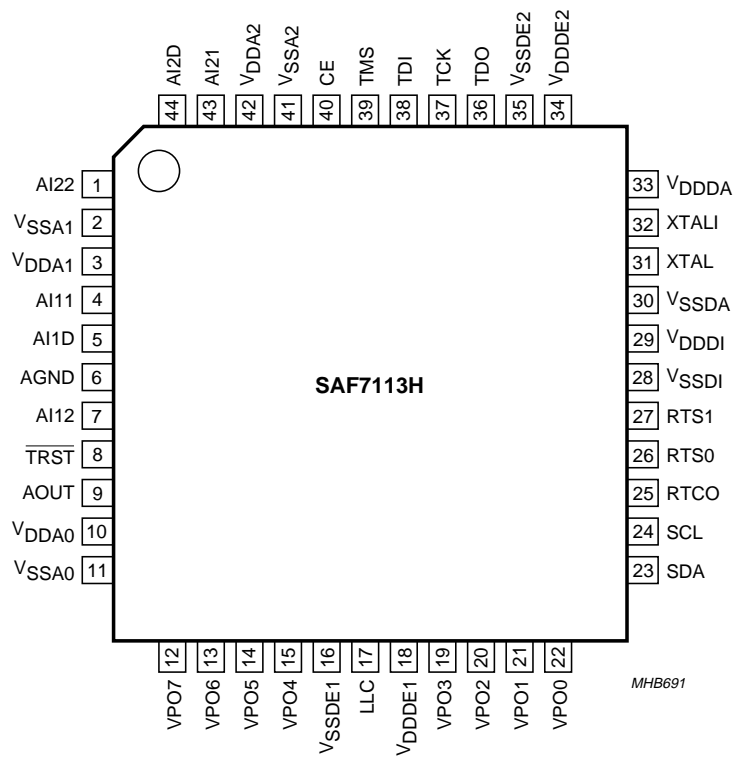 AI2D
AI21
VDDA2
VSSA2
CE
TMS
TDI
TCK
TDO
VSSDE2
VDDDE2
44 43 42 41 40 39 38 37 36 35 34
AI22 1
VSSA1 2
VDDA1 3
AI11 4
AI1D 5
AGND 6
AI12 7
TRST 8
AOUT 9
VDDA0 10
VSSA0 11
SAF7113H
33 VDDDA
32 XTALI
31 XTAL
30 VSSDA
29 VDDDI
28 VSSDI
27 RTS1
26 RTS0
25 RTCO
24 SCL
23 SDA
12 13 14 15 16 17 18 19 20 21 22
VPO7
VPO6
VPO5
VPO4
VSSDE1
LLC
VDDDE1
VPO3
VPO2
VPO1
VPO0
MHB691